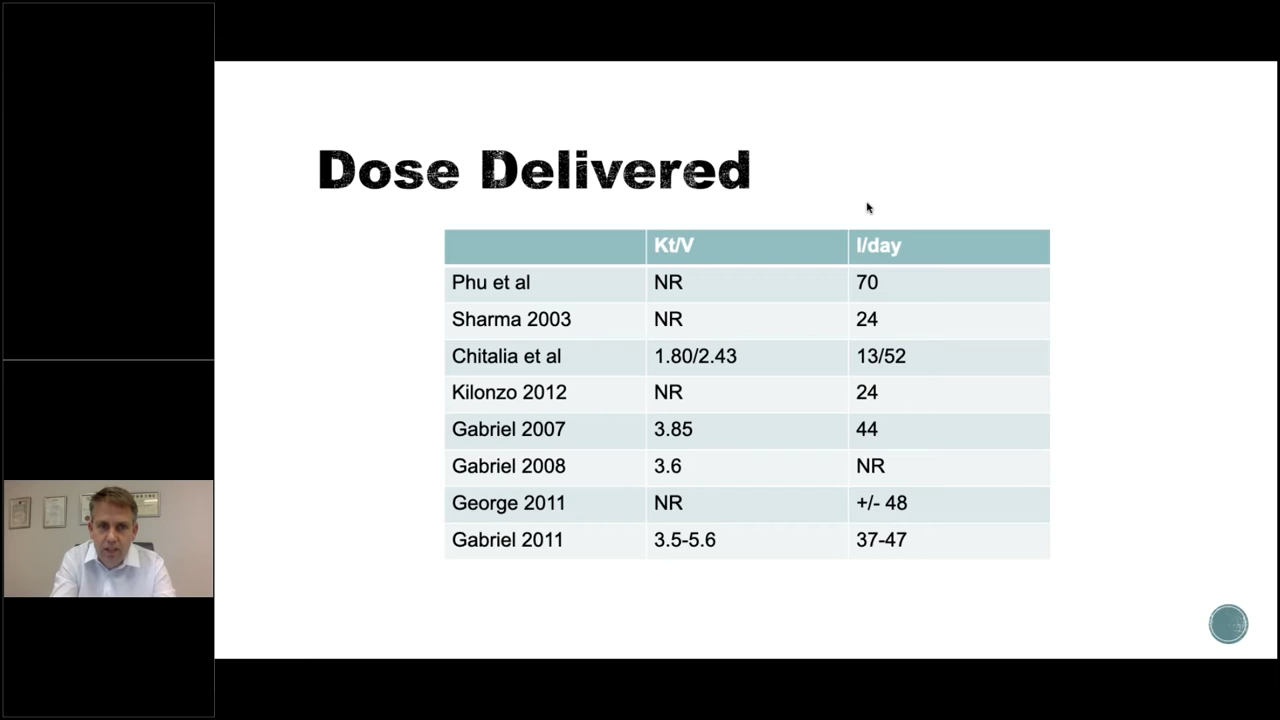 Dose Delivered
Kt/V l/day
Phu et al NR 70
Sharma 2003 NR 24
Chitalia et al 1.80/2.43 13/52
Kilonzo 2012 NR 24
Gabriel 2007 3.85 44
Gabriel 2008 3.6 NR
George 2011 NR +/- 48
Gabriel 2011 3.5-5.6 37-47